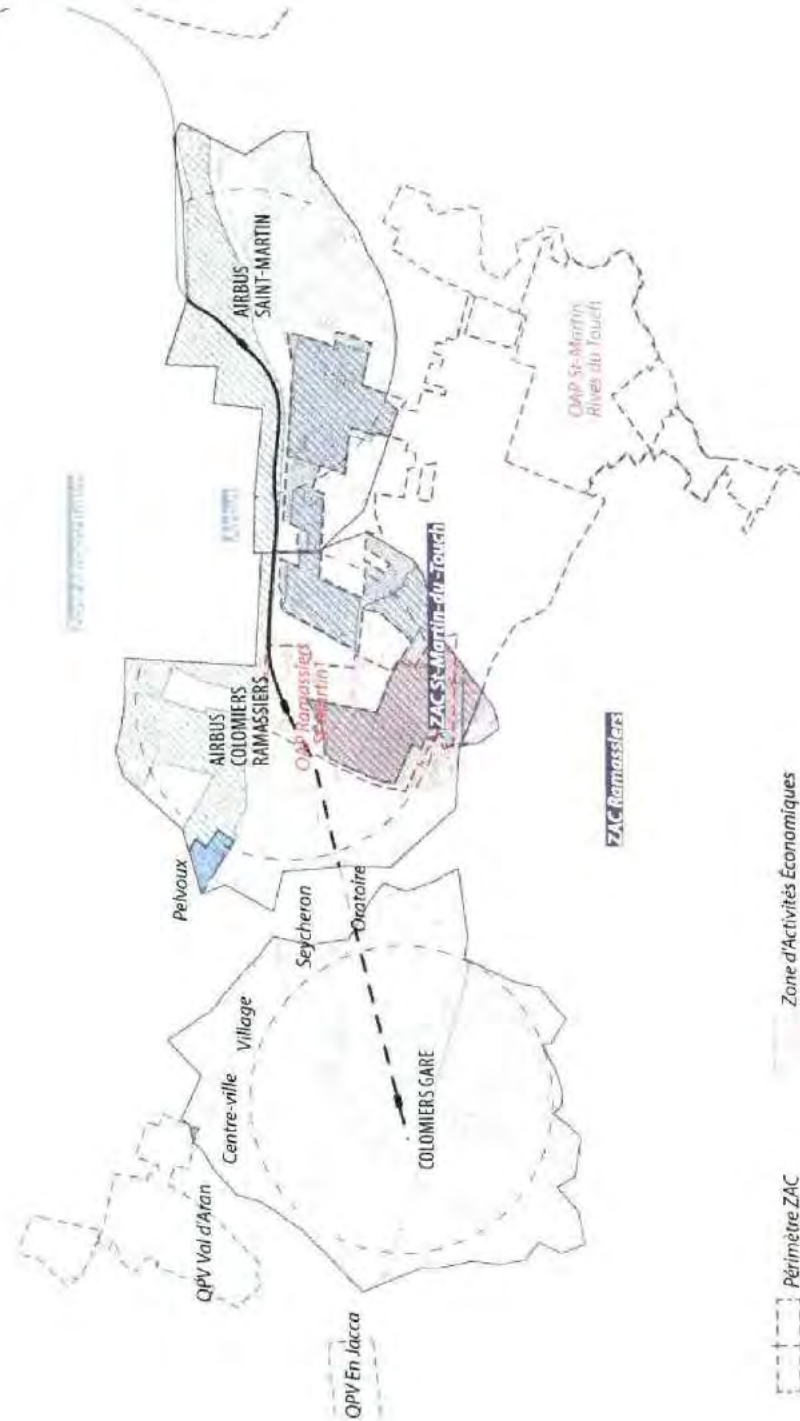 AIRBUS
SAINT-MARTIN
OAP St-Martin
Rives du Touch
ZAC St-Martin-du-Touch
AIRBUS
COLOMIERS
RAMASSIERS
OAP Ramassiers
St-Martin
ZAC Ramassiers
Pelvoux
Seycheron
Oratoire
Village
Centre-ville
COLOMIERS GARE
QPV Val d'Aran
QPV En Jacca
Périmètre ZAC
Zone d'Activités Économiques